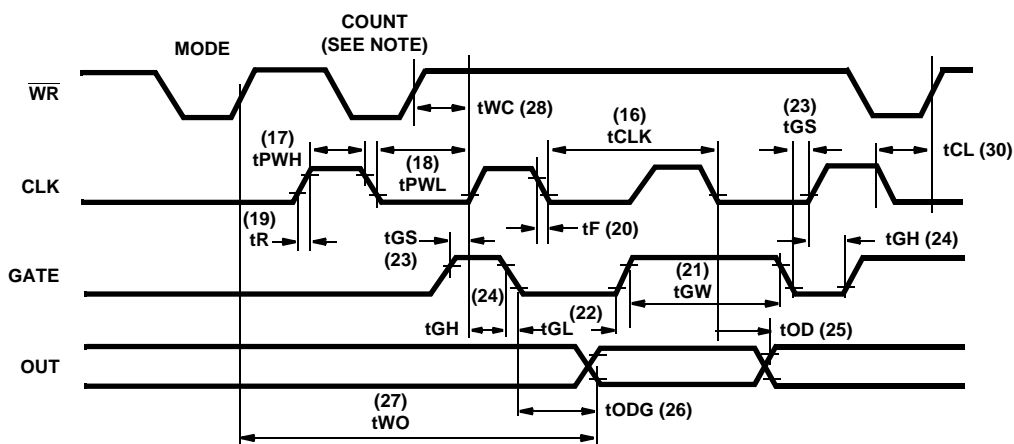 COUNT
(SEE NOTE)
MODE
WR
tWC (28)
(23)
tGS
(16)
tCLK
(17)
tPWH
(18)
tPWL
tCL (30)
CLK
(19)
tR
tGS
(23)
tF (20)
tGH (24)
GATE
(21)
tGW
(24)
tGH
(22)
tGL
tOD (25)
OUT
(27)
tWO
tODG (26)